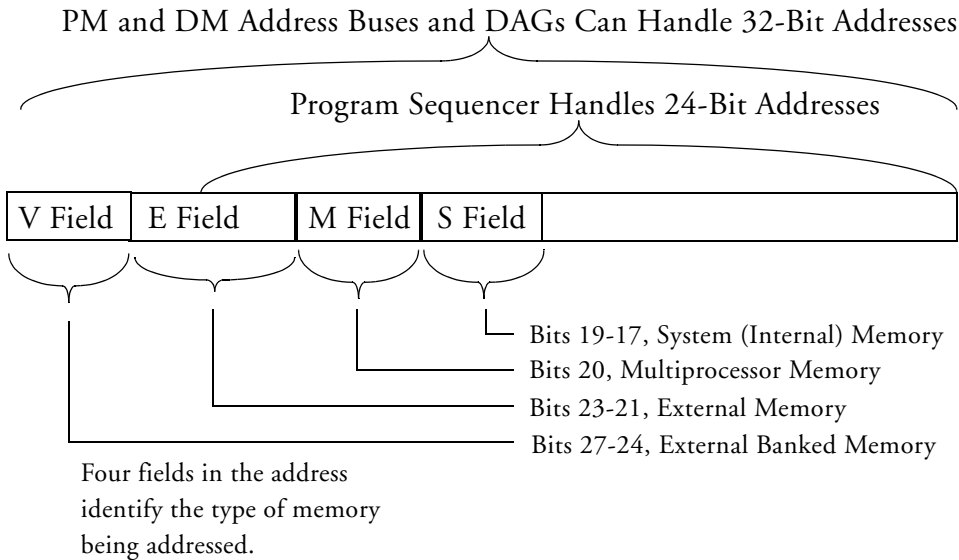 PM and DM Address Buses and DAGs Can Handle 32-Bit Addresses
Program Sequencer Handles 24-Bit Addresses
V Field
E Field
M Field
S Field
Bits 19-17, System (Internal) Memory
Bits 20, Multiprocessor Memory
Bits 23-21, External Memory
Bits 27-24, External Banked Memory
Four fields in the address
identify the type of memory
being addressed.